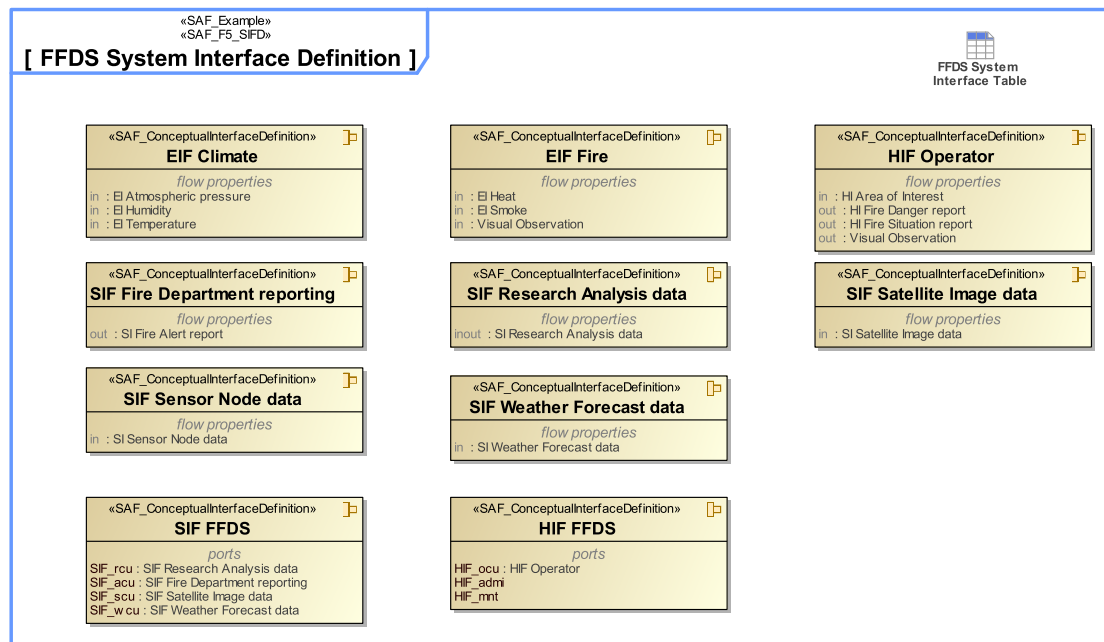 «SAF_Example»
«SAF_F5_SIFD»
[ FFDS System Interface Definition ]
FFDS System
Interface Table
«SAF_ConceptualInterfaceDefinition»
EIF Climate
flow properties
in : EI Atmospheric pressure
in : EI Humidity
in : EI Temperature
«SAF_ConceptualInterfaceDefinition»
EIF Fire
flow properties
in : EI Heat
in : EI Smoke
in : Visual Observation
«SAF_ConceptualInterfaceDefinition»
HIF Operator
flow properties
in : HI Area of Interest
out : HI Fire Danger report
out : HI Fire Situation report
out : Visual Observation
«SAF_ConceptualInterfaceDefinition»
SIF Fire Department reporting
flow properties
out : SI Fire Alert report
«SAF_ConceptualInterfaceDefinition»
SIF Research Analysis data
flow properties
inout : SI Research Analysis data
«SAF_ConceptualInterfaceDefinition»
SIF Satellite Image data
flow properties
in : SI Satellite Image data
«SAF_ConceptualInterfaceDefinition»
SIF Sensor Node data
flow properties
in : SI Sensor Node data
«SAF_ConceptualInterfaceDefinition»
SIF Weather Forecast data
flow properties
in : SI Weather Forecast data
«SAF_ConceptualInterfaceDefinition»
SIF FFDS
ports
SIF_rcu : SIF Research Analysis data
SIF_acu : SIF Fire Department reporting
SIF_scu : SIF Satellite Image data
SIF_wcu : SIF Weather Forecast data
«SAF_ConceptualInterfaceDefinition»
HIF FFDS
ports
HIF_ocu : HIF Operator
HIF_admi
HIF_mnt